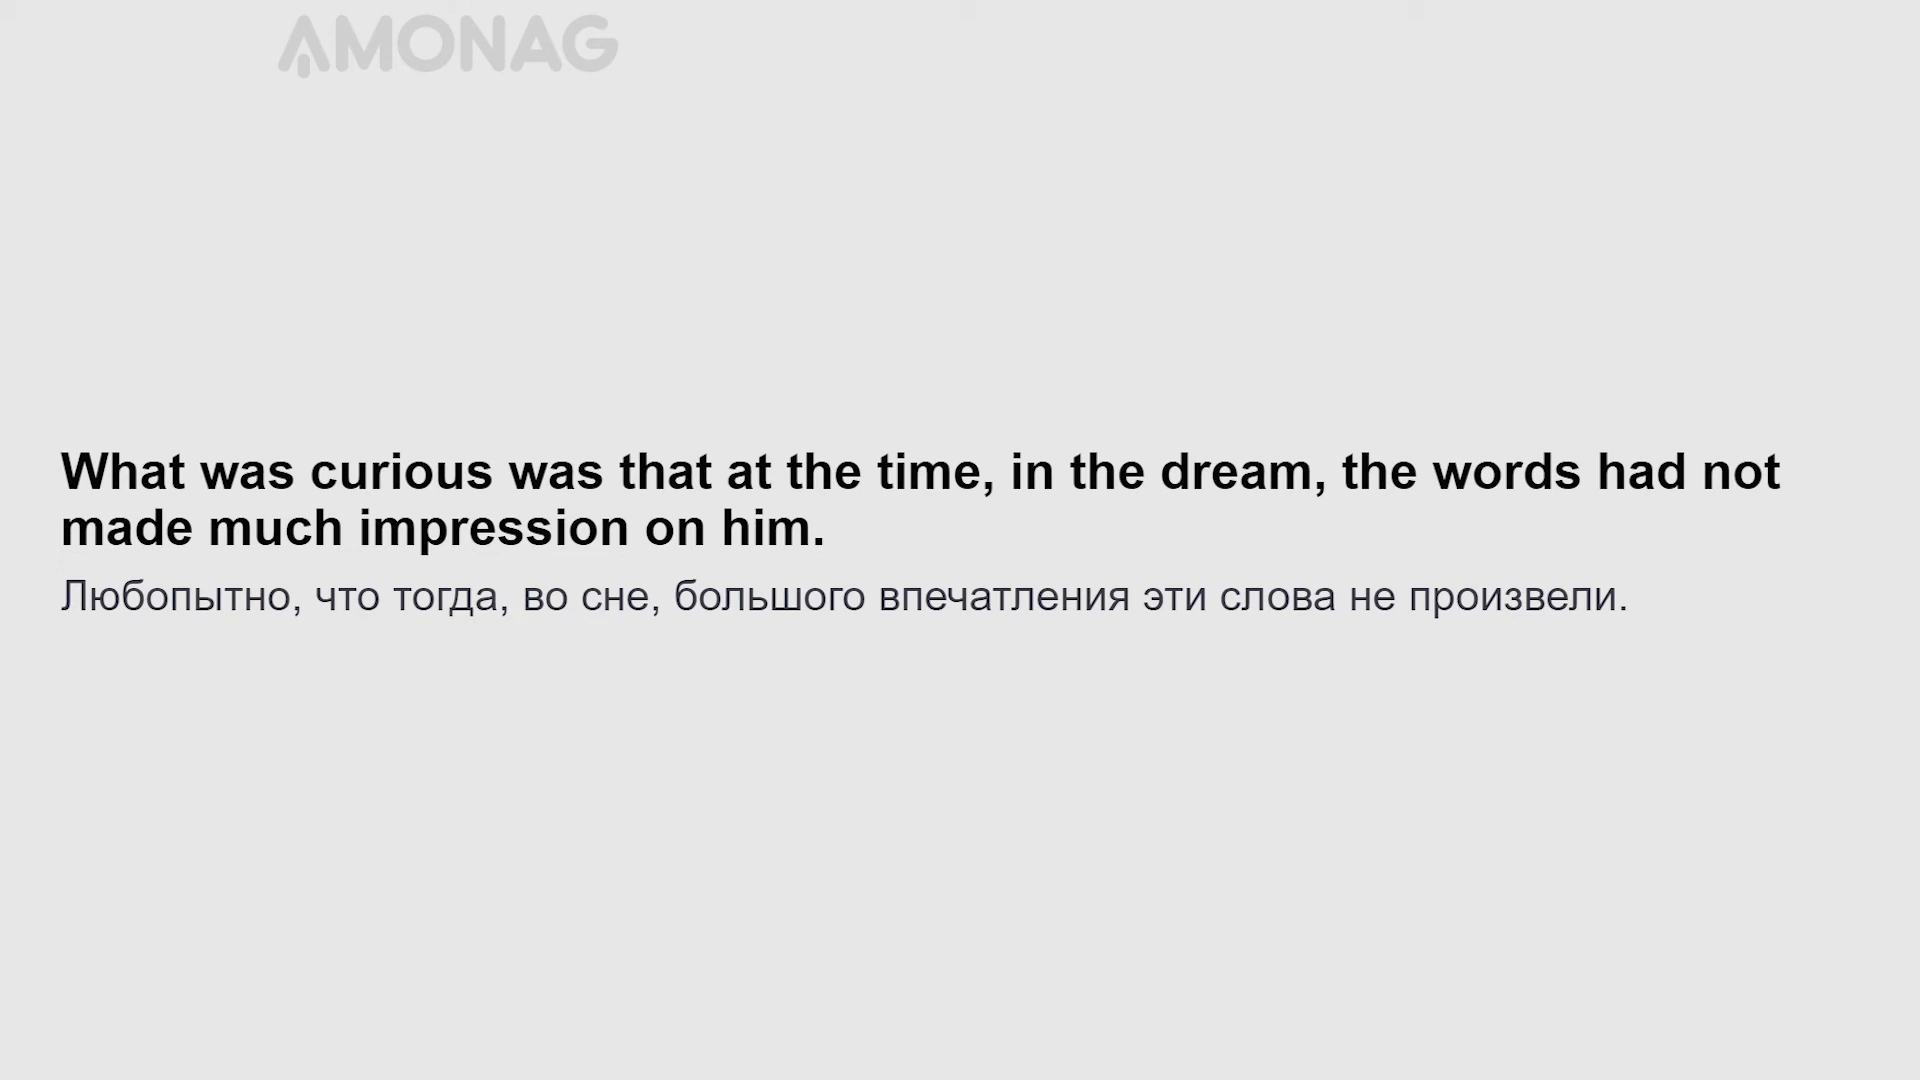 AMONAG
What was curious was that at the time, in the dream, the words had not
made much impression on him.
Любопытно, что тогда, во сне, большого впечатления эти слова не произвели.